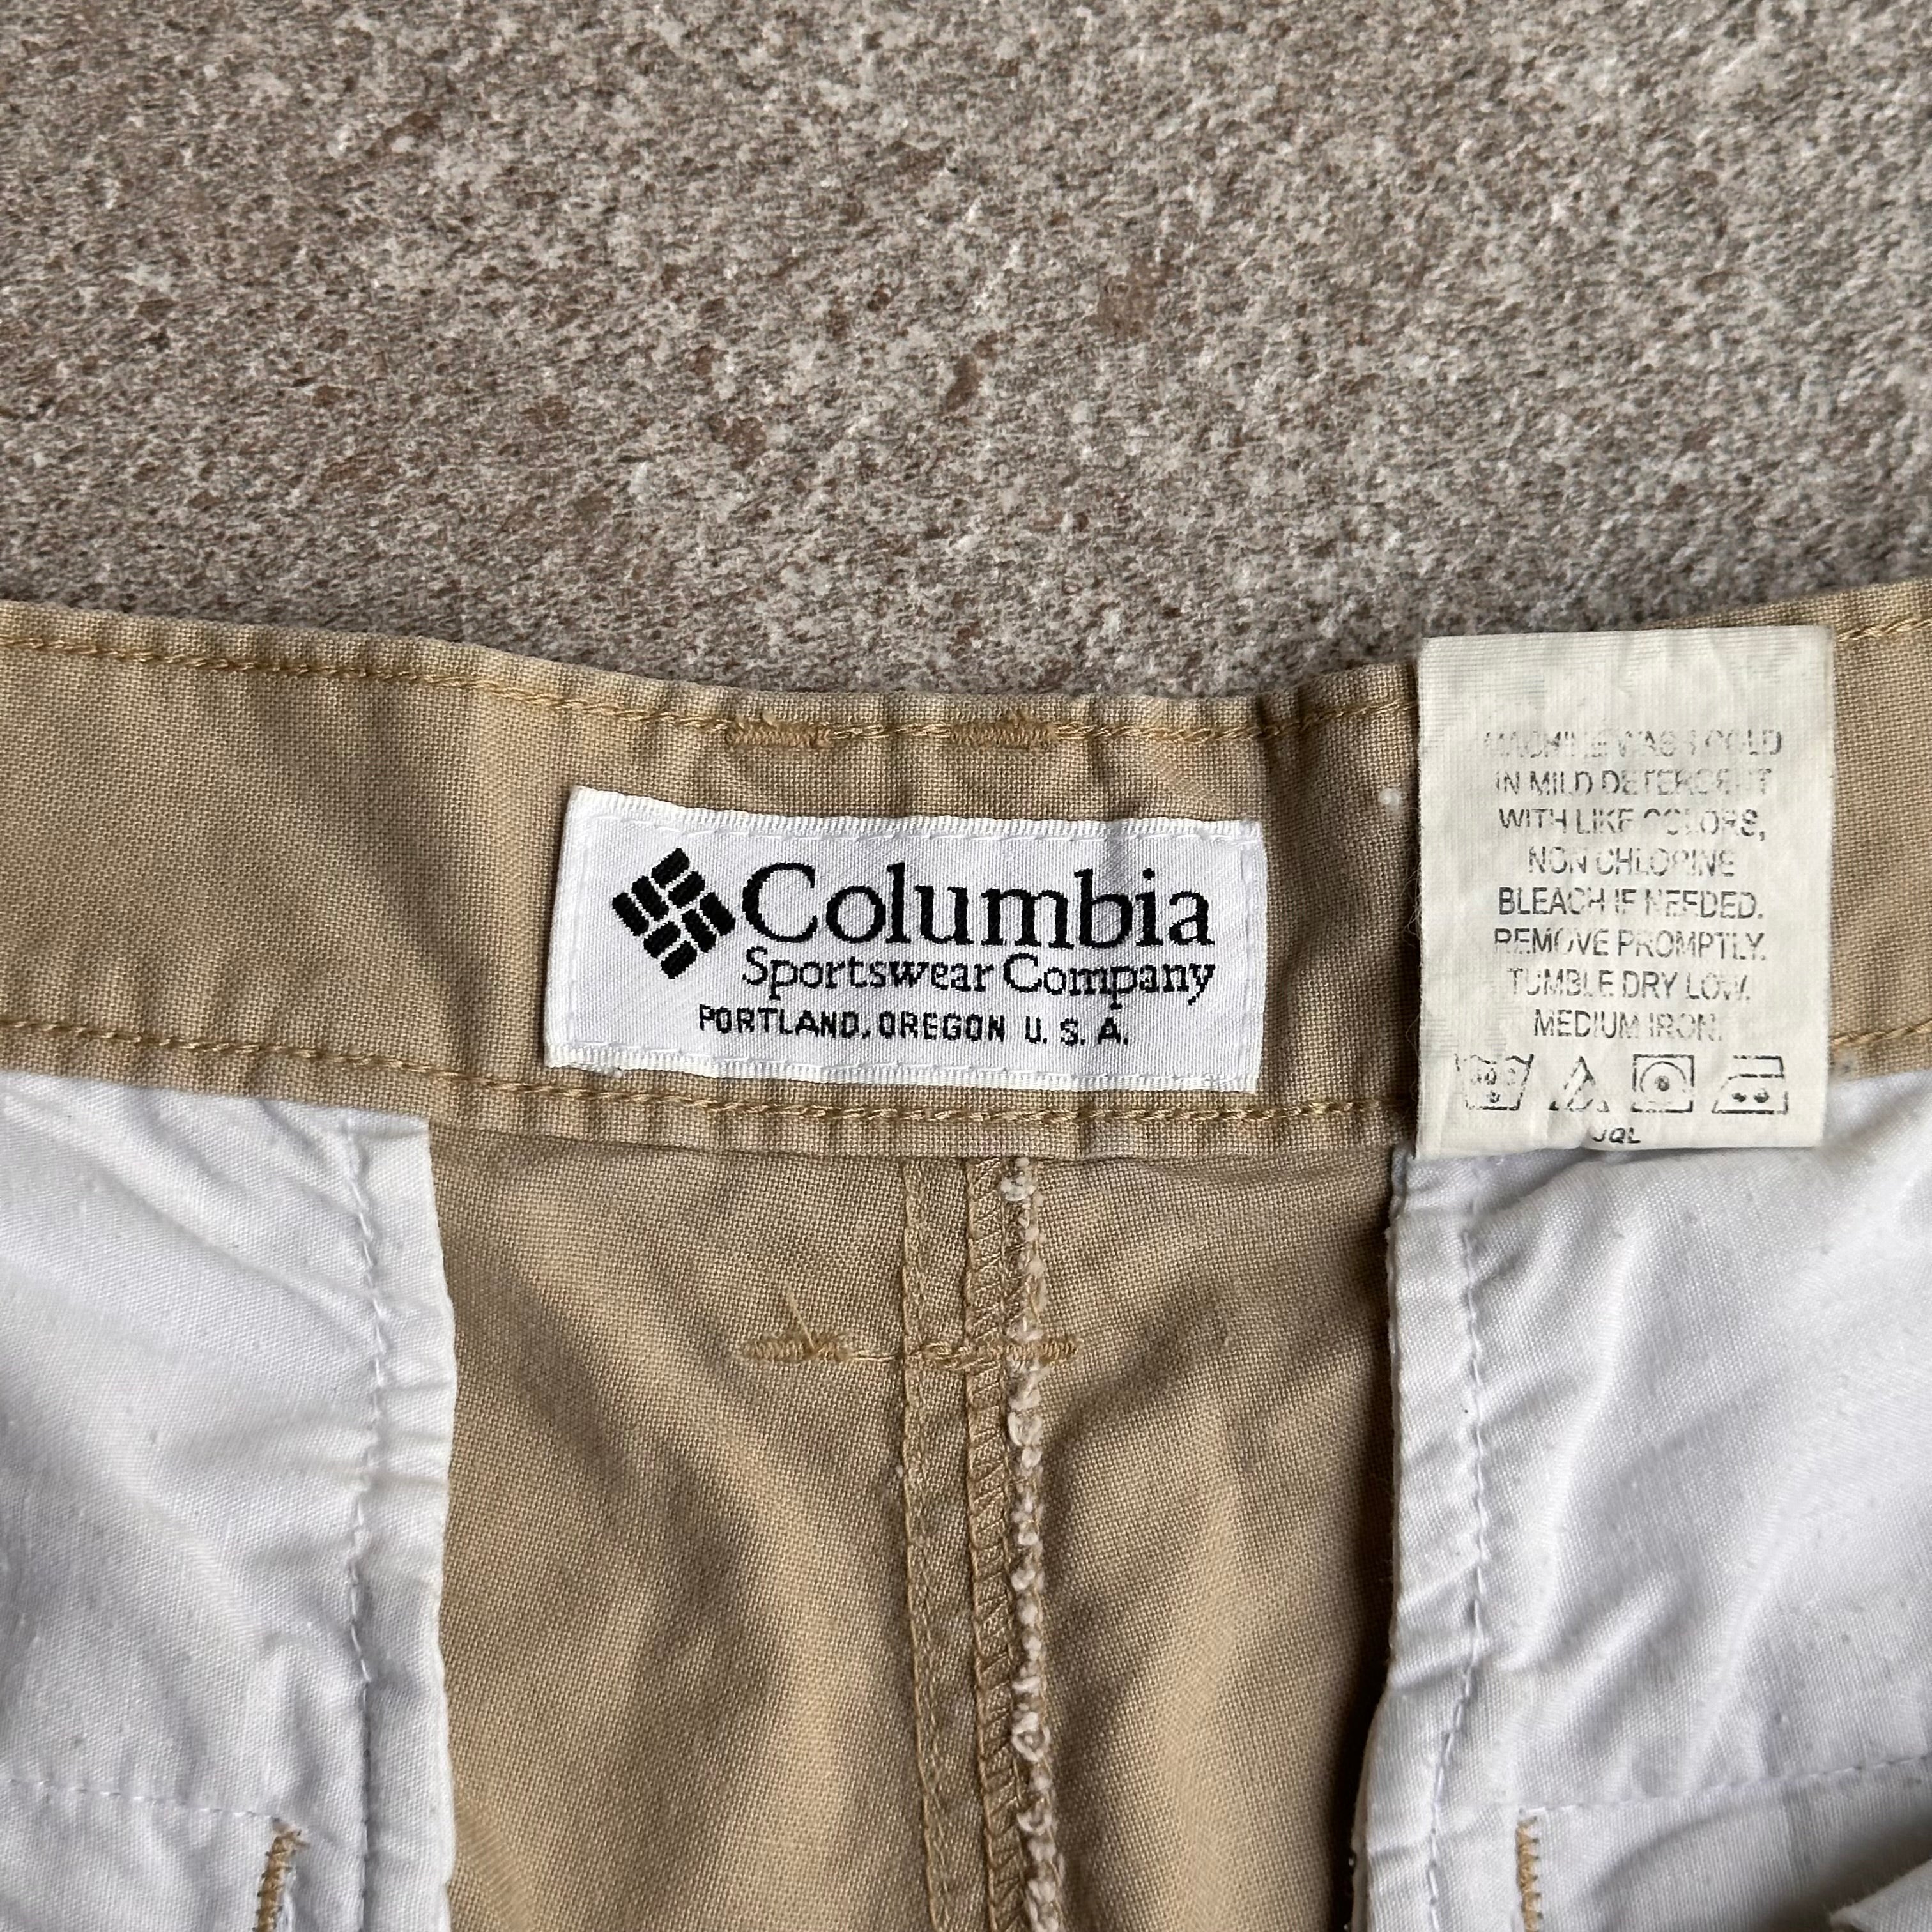 Columbia
Sportswear Company
PORTLAND, OREGON U. S. A.
MACHINE WASH COLD
IN MILD DETERGENT
WITH LIKE COLORS,
NON CHLORINE
BLEACH IF NEEDED.
REMOVE PROMPTLY.
TUMBLE DRY LOW.
MEDIUM IRON.